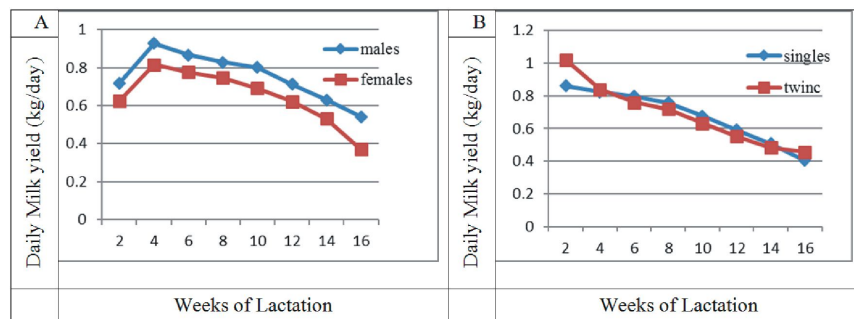 A
Daily Milk yield (kg/day)
1
0.8
0.6
0.4
0.2
0
2 4 6 8 10 12 14 16
males
females
Weeks of Lactation
B
Daily Milk yield (kg/day)
1.2
1
0.8
0.6
0.4
0.2
0
2 4 6 8 10 12 14 16
singles
twinc
Weeks of Lactation